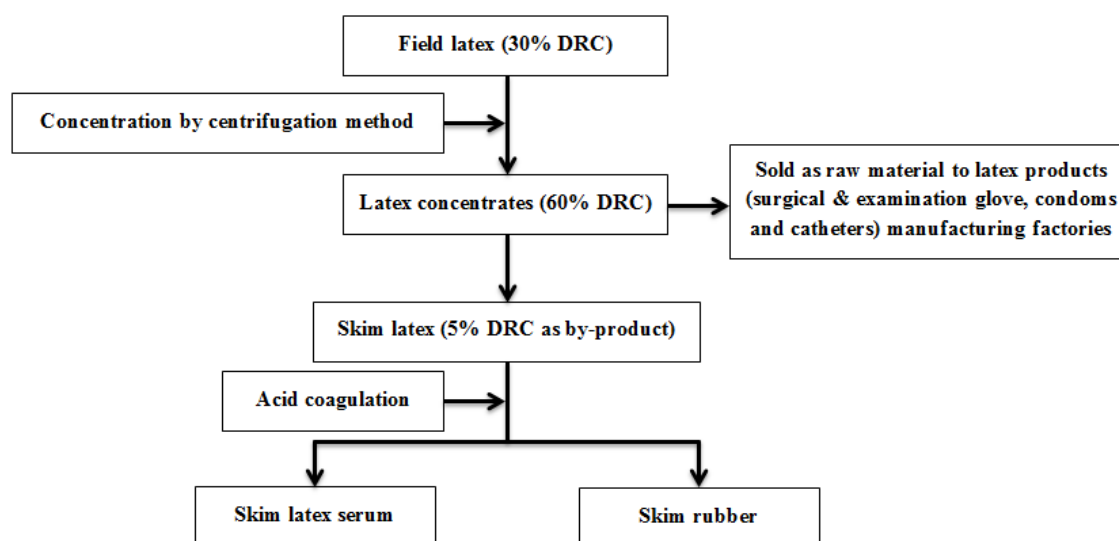 Field latex (30% DRC)
Concentration by centrifugation method
Latex concentrates (60% DRC)
Sold as raw material to latex products
(surgical & examination glove, condoms
and catheters) manufacturing factories
Skim latex (5% DRC as by-product)
Acid coagulation
Skim latex serum
Skim rubber